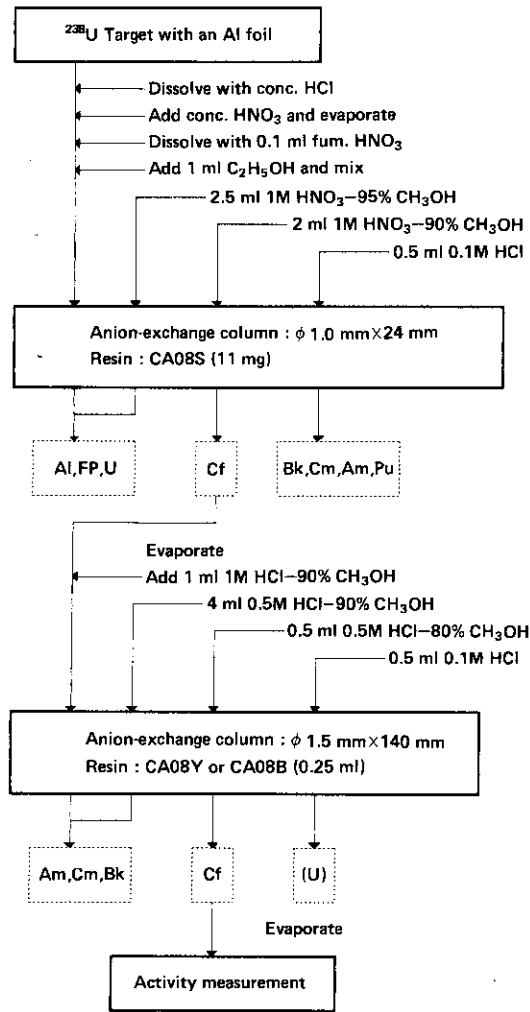 ²³⁸U Target with an Al foil
Dissolve with conc. HCl
Add conc. HNO₃ and evaporate
Dissolve with 0.1 ml fum. HNO₃
Add 1 ml C₂H₅OH and mix
2.5 ml 1M HNO₃–95% CH₃OH
2 ml 1M HNO₃–90% CH₃OH
0.5 ml 0.1M HCl
Anion-exchange column : φ 1.0 mm×24 mm
Resin : CA08S (11 mg)
Al,FP,U
Cf
Bk,Cm,Am,Pu
Evaporate
Add 1 ml 1M HCl–90% CH₃OH
4 ml 0.5M HCl–90% CH₃OH
0.5 ml 0.5M HCl–80% CH₃OH
0.5 ml 0.1M HCl
Anion-exchange column : φ 1.5 mm×140 mm
Resin : CA08Y or CA08B (0.25 ml)
Am,Cm,Bk
Cf
(U)
Evaporate
Activity measurement